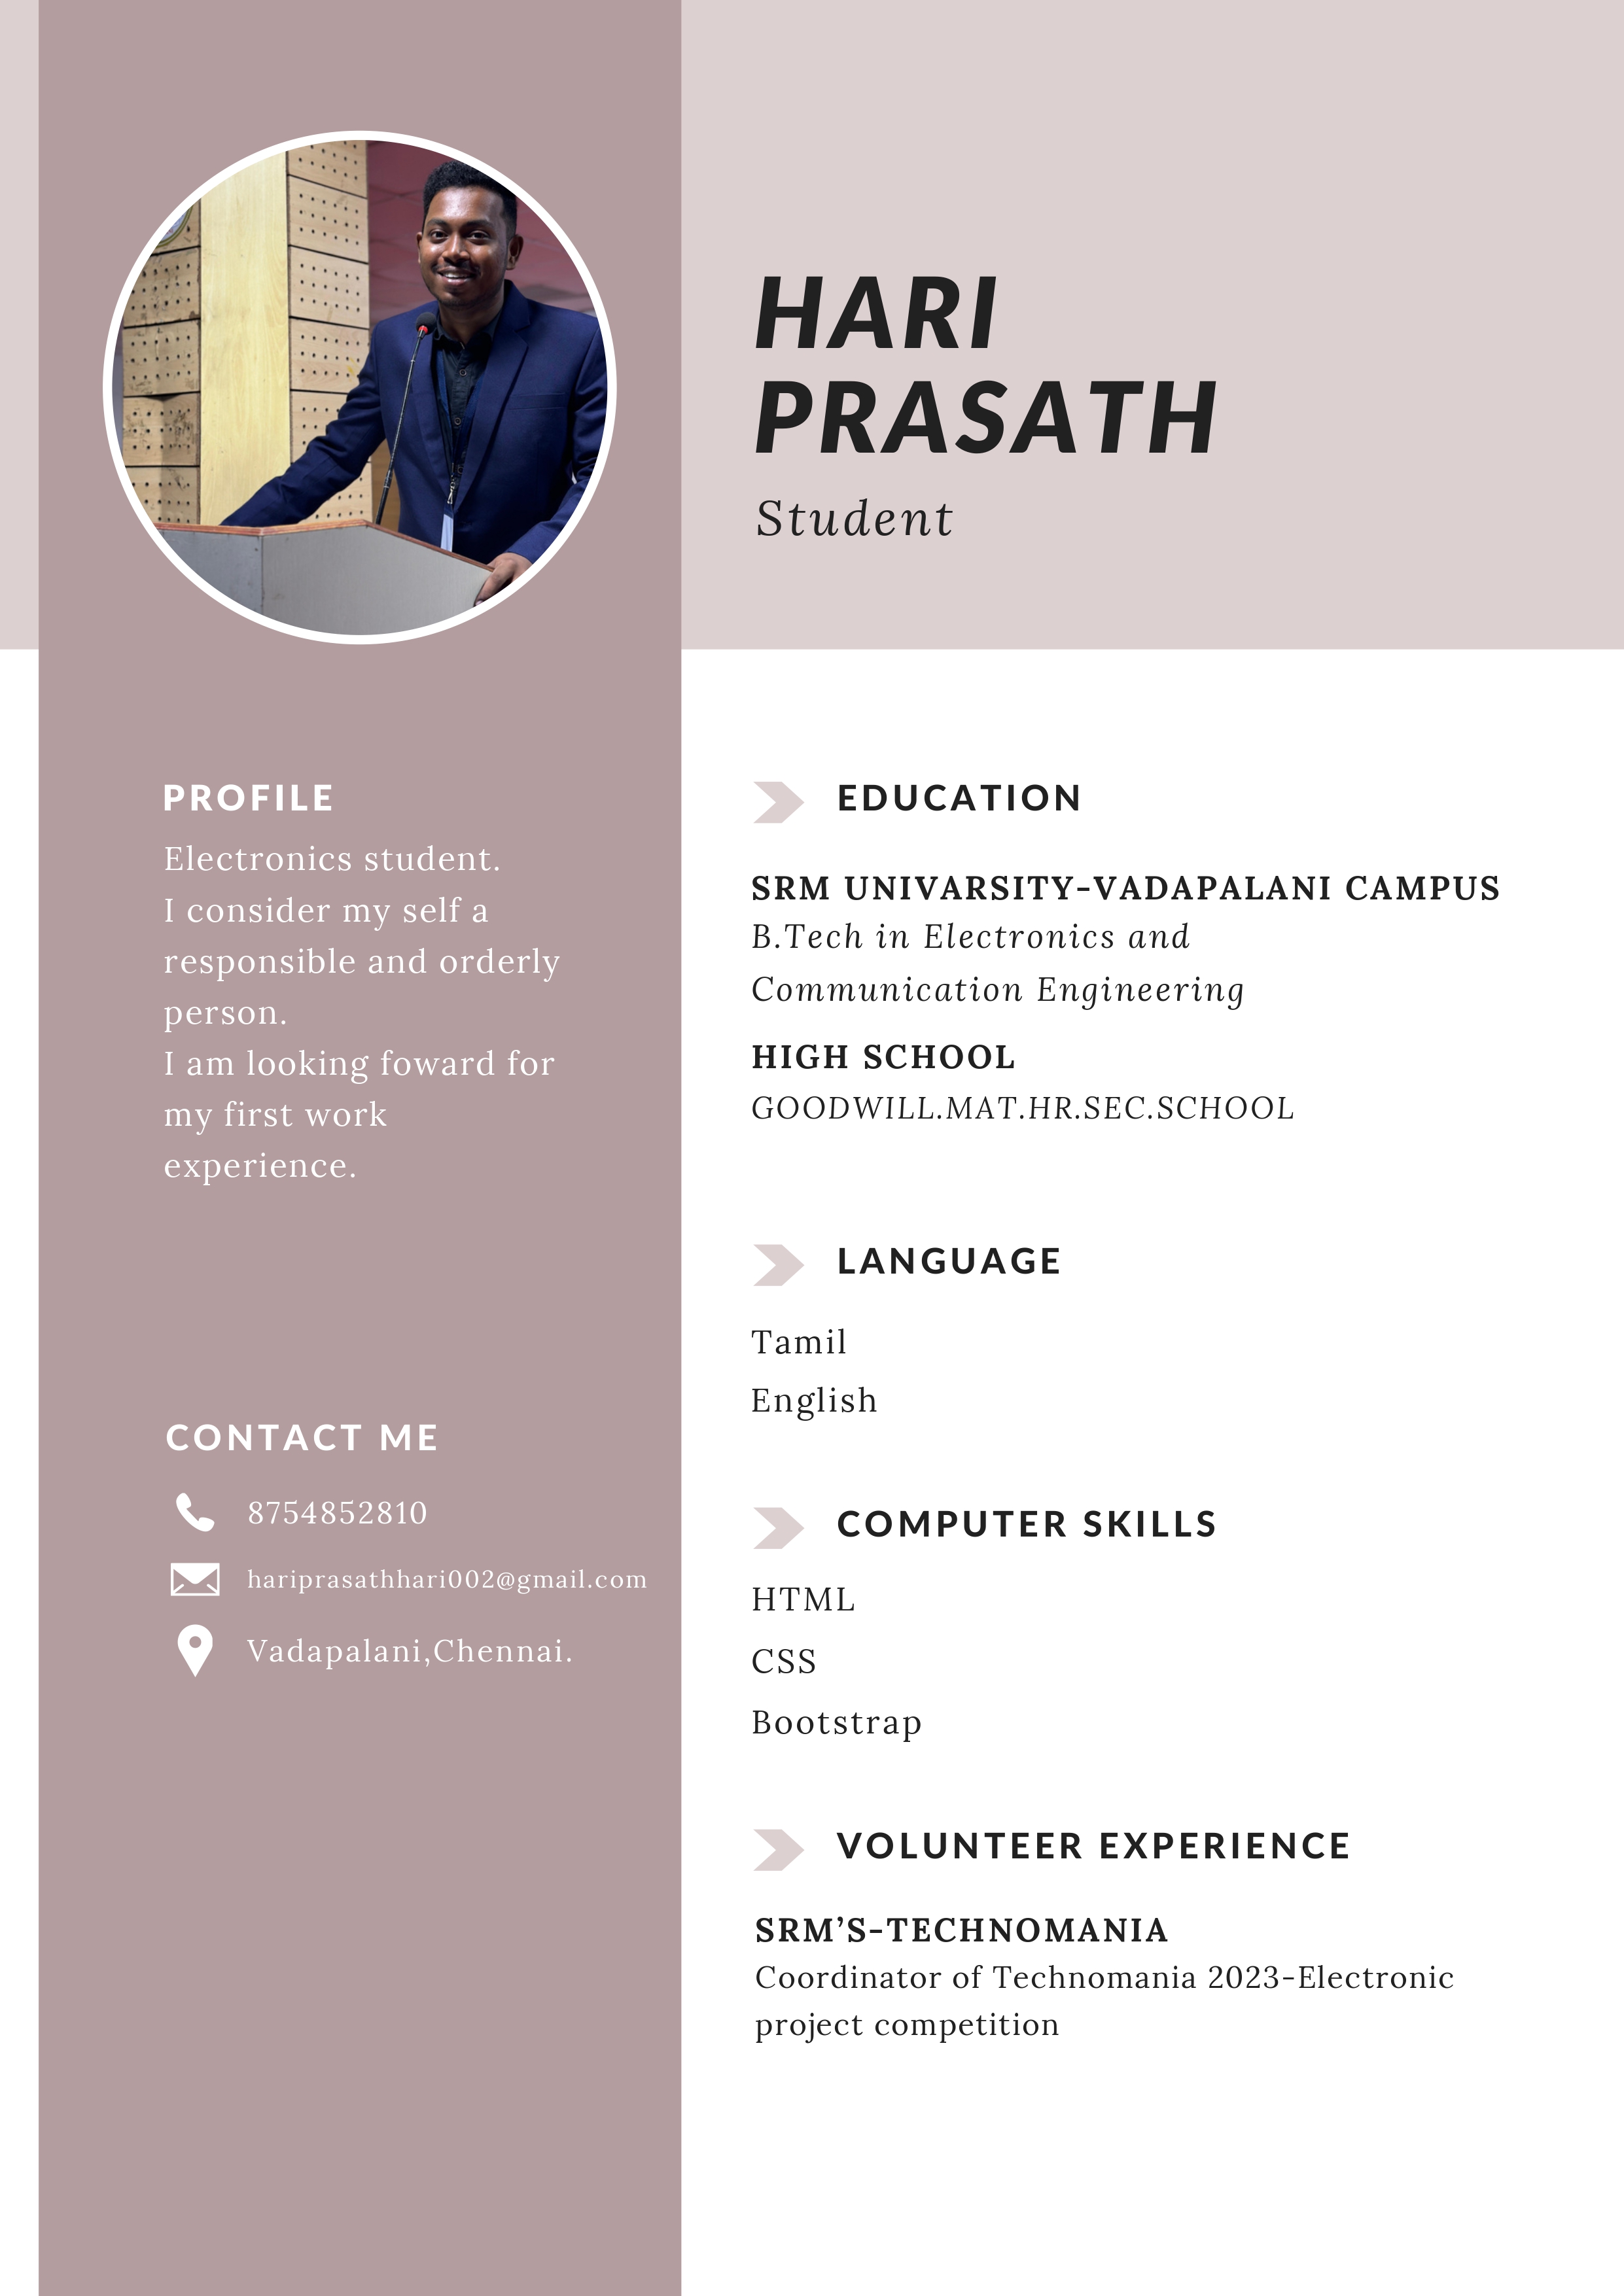 HARI
PRASATH
Student
PROFILE
Electronics student.
I consider my self a
responsible and orderly
person.
I am looking foward for
my first work
experience.
CONTACT ME
8754852810
hariprasathhari002@gmail.com
Vadapalani,Chennai.
EDUCATION
SRM UNIVARSITY-VADAPALANI CAMPUS
B.Tech in Electronics and
Communication Engineering
HIGH SCHOOL
GOODWILL.MAT.HR.SEC.SCHOOL
LANGUAGE
Tamil
English
COMPUTER SKILLS
HTML
CSS
Bootstrap
VOLUNTEER EXPERIENCE
SRM’S-TECHNOMANIA
Coordinator of Technomania 2023-Electronic
project competition